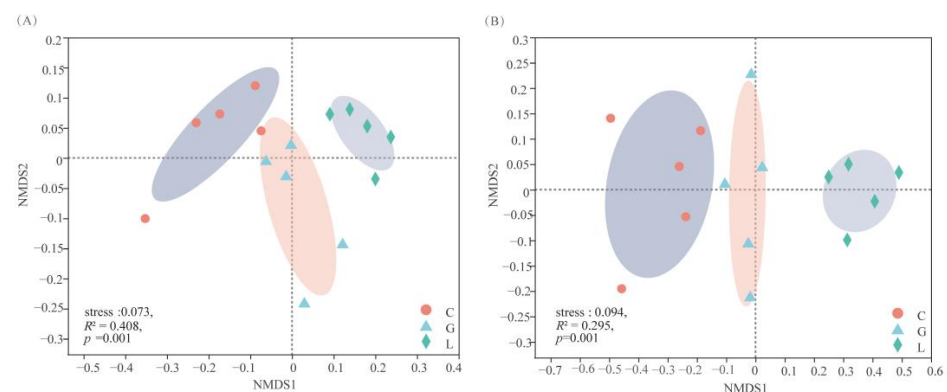 (A)
0.2
0.15
0.1
0.05
0
−0.05
−0.1
−0.15
−0.2
−0.25
−0.3
NMDS2
stress :0.073,
R² = 0.408,
p =0.001
C
G
L
−0.5 −0.4 −0.3 −0.2 −0.1 0 0.1 0.2 0.3 0.4
NMDS1
(B)
0.3
0.25
0.2
0.15
0.1
0.05
0
−0.05
−0.1
−0.15
−0.2
−0.25
−0.3
NMDS2
stress : 0.094,
R² = 0.295,
p=0.001
C
G
L
−0.7 −0.6 −0.5 −0.4 −0.3 −0.2 −0.1 0 0.1 0.2 0.3 0.4 0.5 0.6
NMDS1